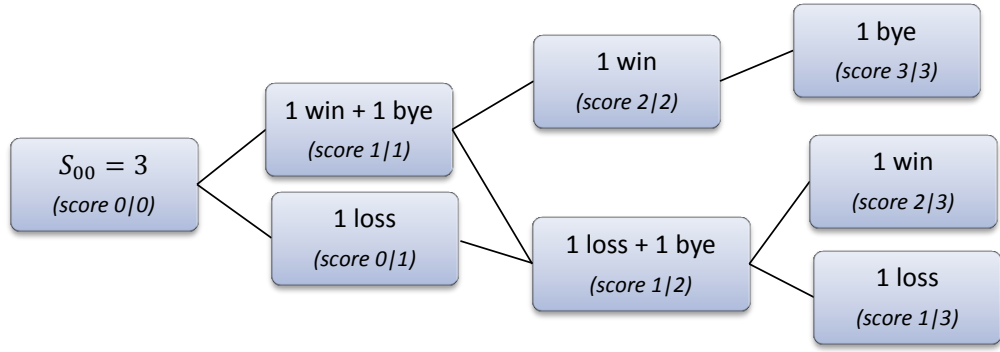 S₀₀ = 3
(score 0|0)
1 win + 1 bye
(score 1|1)
1 loss
(score 0|1)
1 win
(score 2|2)
1 loss + 1 bye
(score 1|2)
1 bye
(score 3|3)
1 win
(score 2|3)
1 loss
(score 1|3)